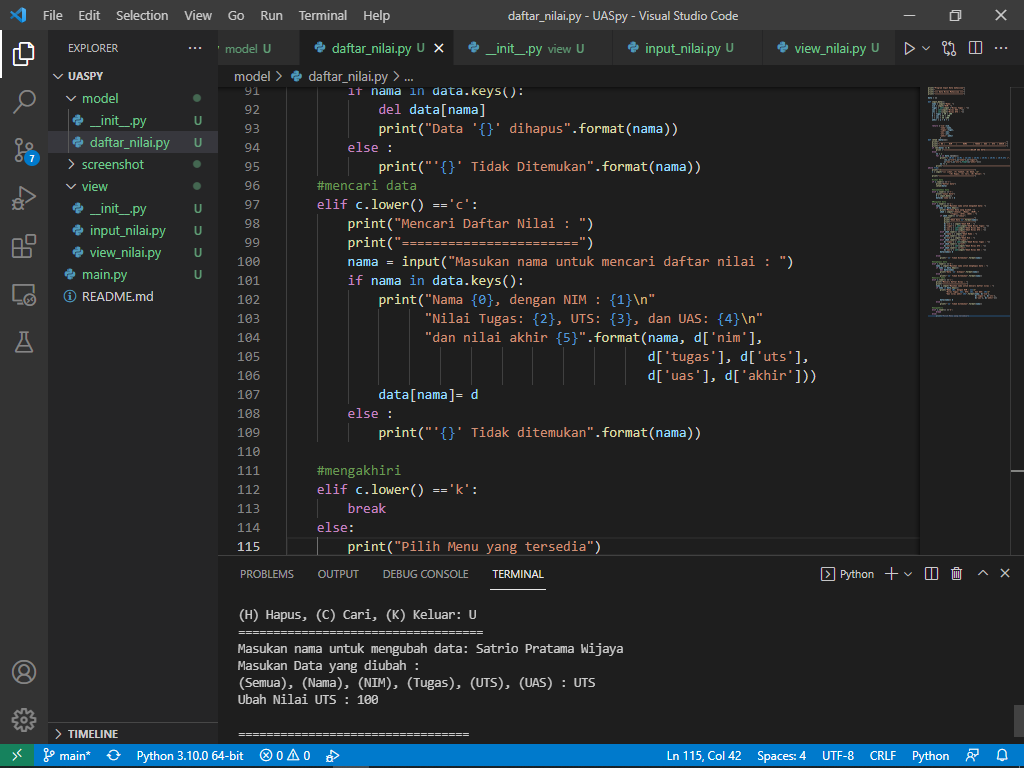 File Edit Selection View Go Run Terminal Help daftar_nilai.py - UASpy - Visual Studio Code
EXPLORER
model U daftar_nilai.py U __init__.py view U input_nilai.py U view_nilai.py U
UASPY
model > daftar_nilai.py > ...
model
__init__.py U
daftar_nilai.py U
screenshot
view
__init__.py U
input_nilai.py U
view_nilai.py U
main.py U
README.md
7
91 if nama in data.keys():
92 del data[nama]
93 print("Data '{}' dihapus".format(nama))
94 else :
95 print("'{}' Tidak Ditemukan".format(nama))
96 #mencari data
97 elif c.lower() =='c':
98 print("Mencari Daftar Nilai : ")
99 print("=======================")
100 nama = input("Masukan nama untuk mencari daftar nilai : ")
101 if nama in data.keys():
102 print("Nama {0}, dengan NIM : {1}\n"
103 "Nilai Tugas: {2}, UTS: {3}, dan UAS: {4}\n"
104 "dan nilai akhir {5}".format(nama, d['nim'],
105 d['tugas'], d['uts'],
106 d['uas'], d['akhir']))
107 data[nama]= d
108 else :
109 print("'{}' Tidak ditemukan".format(nama))
110
111 #mengakhiri
112 elif c.lower() =='k':
113 break
114 else:
115 print("Pilih Menu yang tersedia")
PROBLEMS OUTPUT DEBUG CONSOLE TERMINAL Python
(H) Hapus, (C) Cari, (K) Keluar: U
===================================
Masukan nama untuk mengubah data: Satrio Pratama Wijaya
Masukan Data yang diubah :
(Semua), (Nama), (NIM), (Tugas), (UTS), (UAS) : UTS
Ubah Nilai UTS : 100
=================================
TIMELINE
main* Python 3.10.0 64-bit 0 0 Ln 115, Col 42 Spaces: 4 UTF-8 CRLF Python